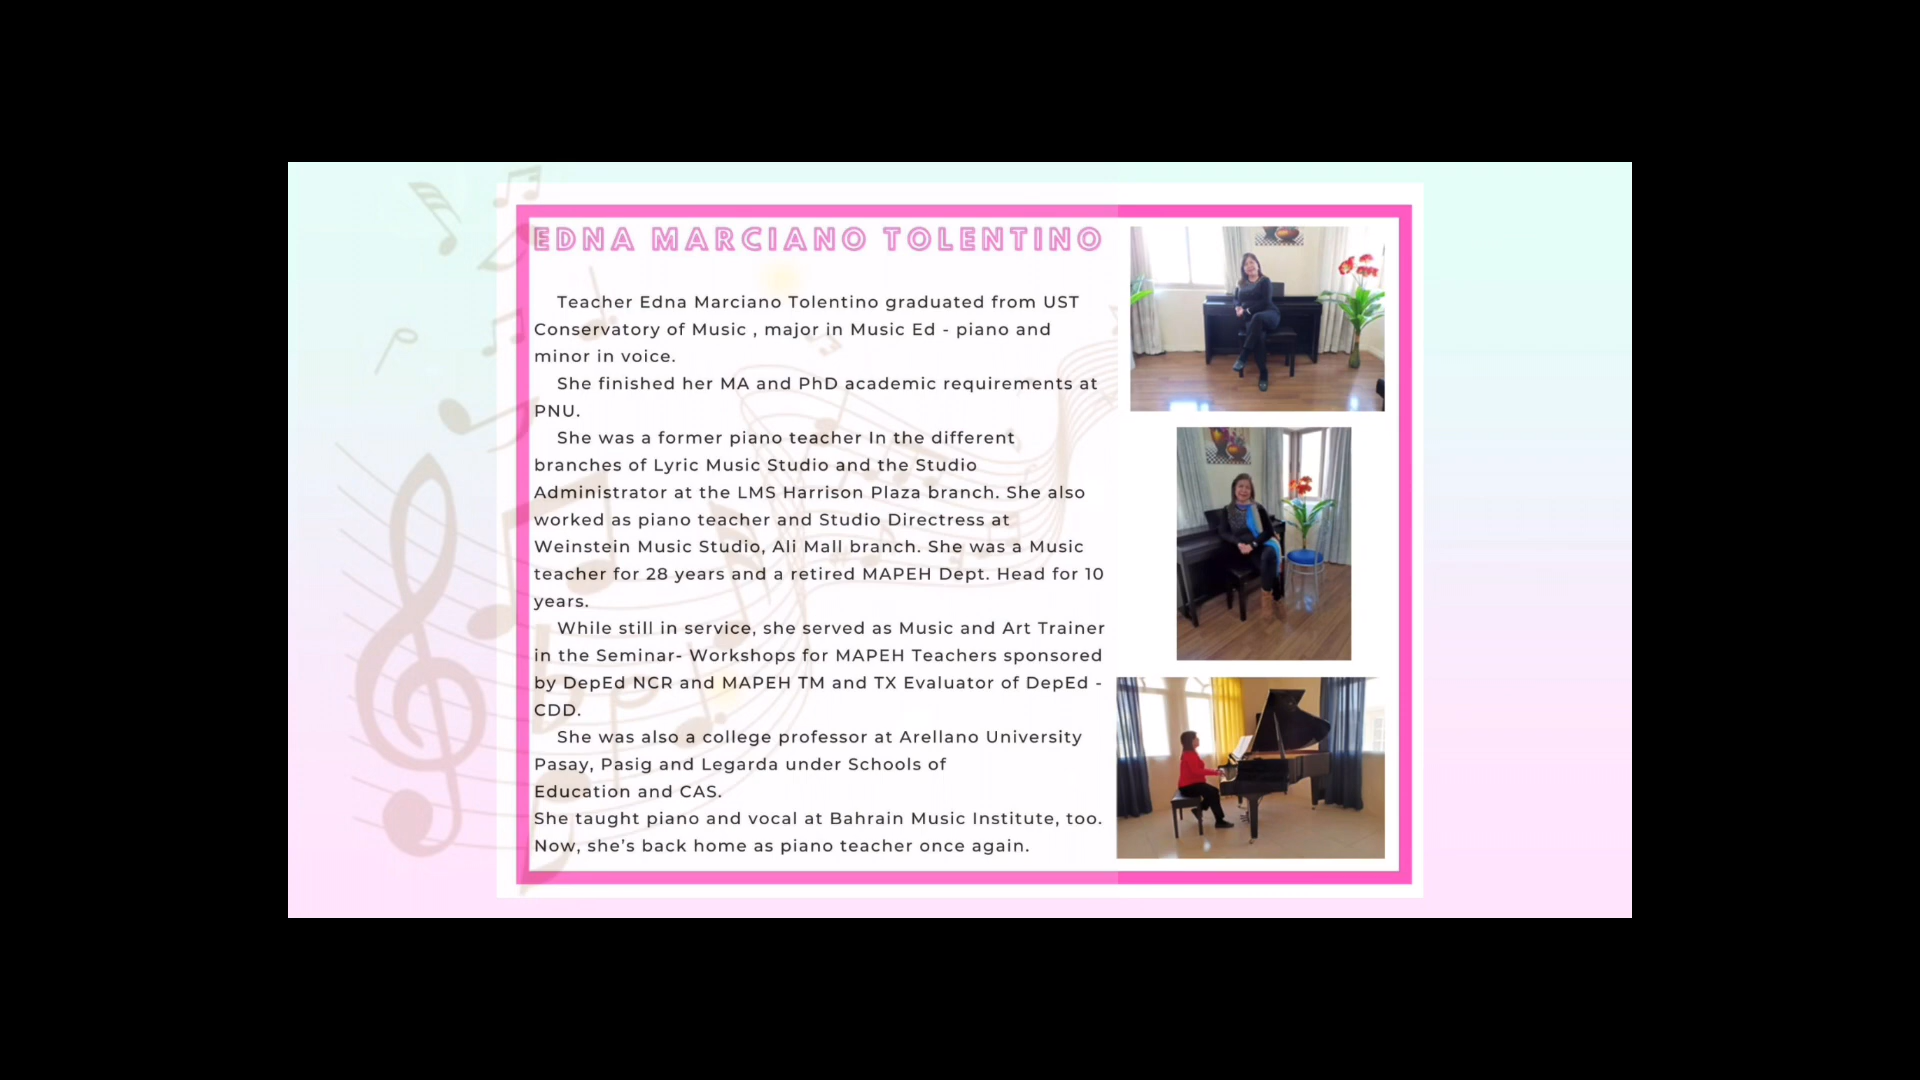 EDNA MARCIANO TOLENTINO
Teacher Edna Marciano Tolentino graduated from UST
Conservatory of Music , major in Music Ed - piano and
minor in voice.
She finished her MA and PhD academic requirements at
PNU.
She was a former piano teacher In the different
branches of Lyric Music Studio and the Studio
Administrator at the LMS Harrison Plaza branch. She also
worked as piano teacher and Studio Directress at
Weinstein Music Studio, Ali Mall branch. She was a Music
teacher for 28 years and a retired MAPEH Dept. Head for 10
years.
While still in service, she served as Music and Art Trainer
in the Seminar- Workshops for MAPEH Teachers sponsored
by DepEd NCR and MAPEH TM and TX Evaluator of DepEd -
CDD.
She was also a college professor at Arellano University
Pasay, Pasig and Legarda under Schools of
Education and CAS.
She taught piano and vocal at Bahrain Music Institute, too.
Now, she’s back home as piano teacher once again.